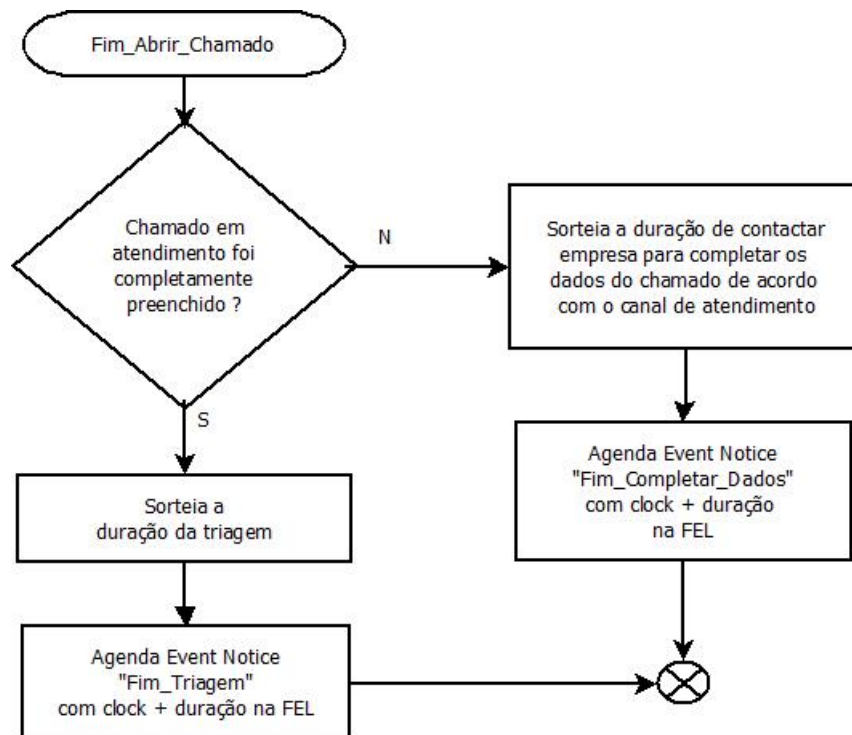 Fim_Abrir_Chamado
Chamado em
atendimento foi
completamente
preenchido ?
N
Sorteia a duração de contactar
empresa para completar os
dados do chamado de acordo
com o canal de atendimento
S
Agenda Event Notice
"Fim_Completar_Dados"
com clock + duração
na FEL
Sorteia a
duração da triagem
Agenda Event Notice
"Fim_Triagem"
com clock + duração na FEL